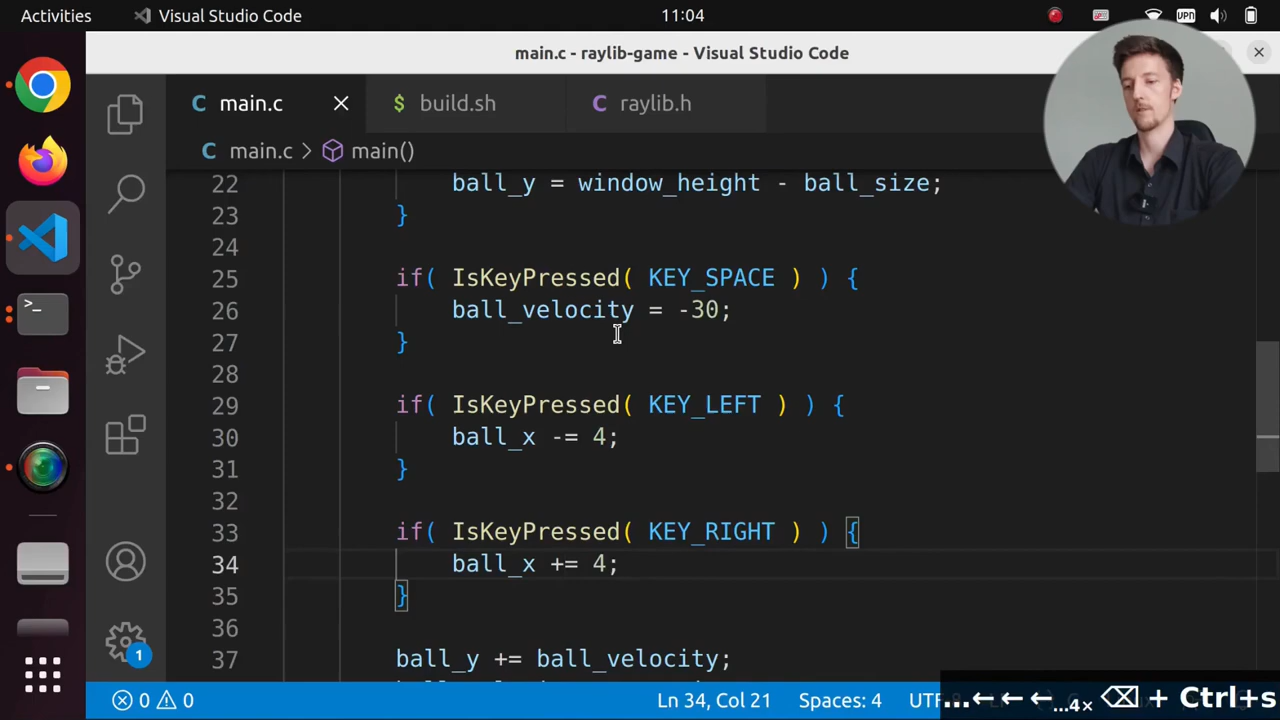 Activities
Visual Studio Code
11:04
VPN
main.c - raylib-game - Visual Studio Code
C main.c
$ build.sh
C raylib.h
C main.c > main()
22 ball_y = window_height - ball_size;
23 }
24
25 if( IsKeyPressed( KEY_SPACE ) ) {
26 ball_velocity = -30;
27 }
28
29 if( IsKeyPressed( KEY_LEFT ) ) {
30 ball_x -= 4;
31 }
32
33 if( IsKeyPressed( KEY_RIGHT ) ) {
34 ball_x += 4;
35 }
36
37 ball_y += ball_velocity;
1
0 0
Ln 34, Col 21
Spaces: 4
...← ← ← ...4× ⌫ + Ctrl+s